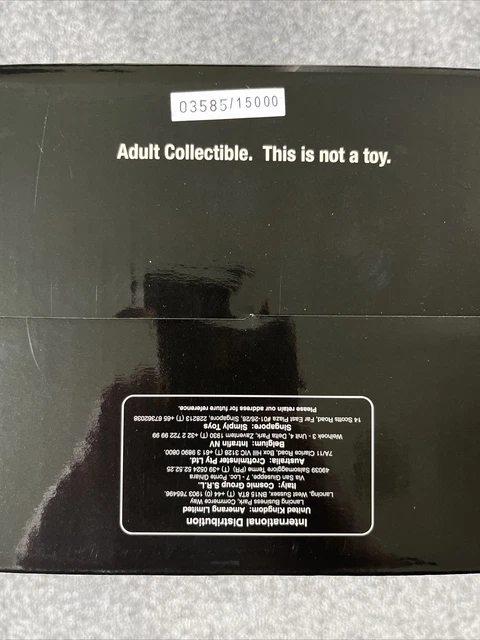 03585/15000
Adult Collectible. This is not a toy.
International Distribution
United Kingdom: Amerang Limited
Lancing Business Park, Commerce Way
Lancing, West Sussex, BN15 8TA (T) +44 (0) 1903 765496.
Italy: Cosmic Group S.R.L.
Via San Giuseppe, 7 - Loc. Ponte Ghiara
43039 Salsomaggiore Terme (PR) (T) +39 0524 52.52.25
Australia: Croftminster Pty Ltd
7A/11 Clarice Road, Box Hill VIC 3128 (T) +61 3 9890 0600.
Belgium: Intrafin NV
Weihoek 3 - Unit 4, Delta Park, Zaventem 1930 (T) +32 2 722 99 99
Singapore: Simply Toys
14 Scotts Road, Far East Plaza #01-26/28, Singapore, 228213 (T) +65 6736
Please retain our address for future reference.